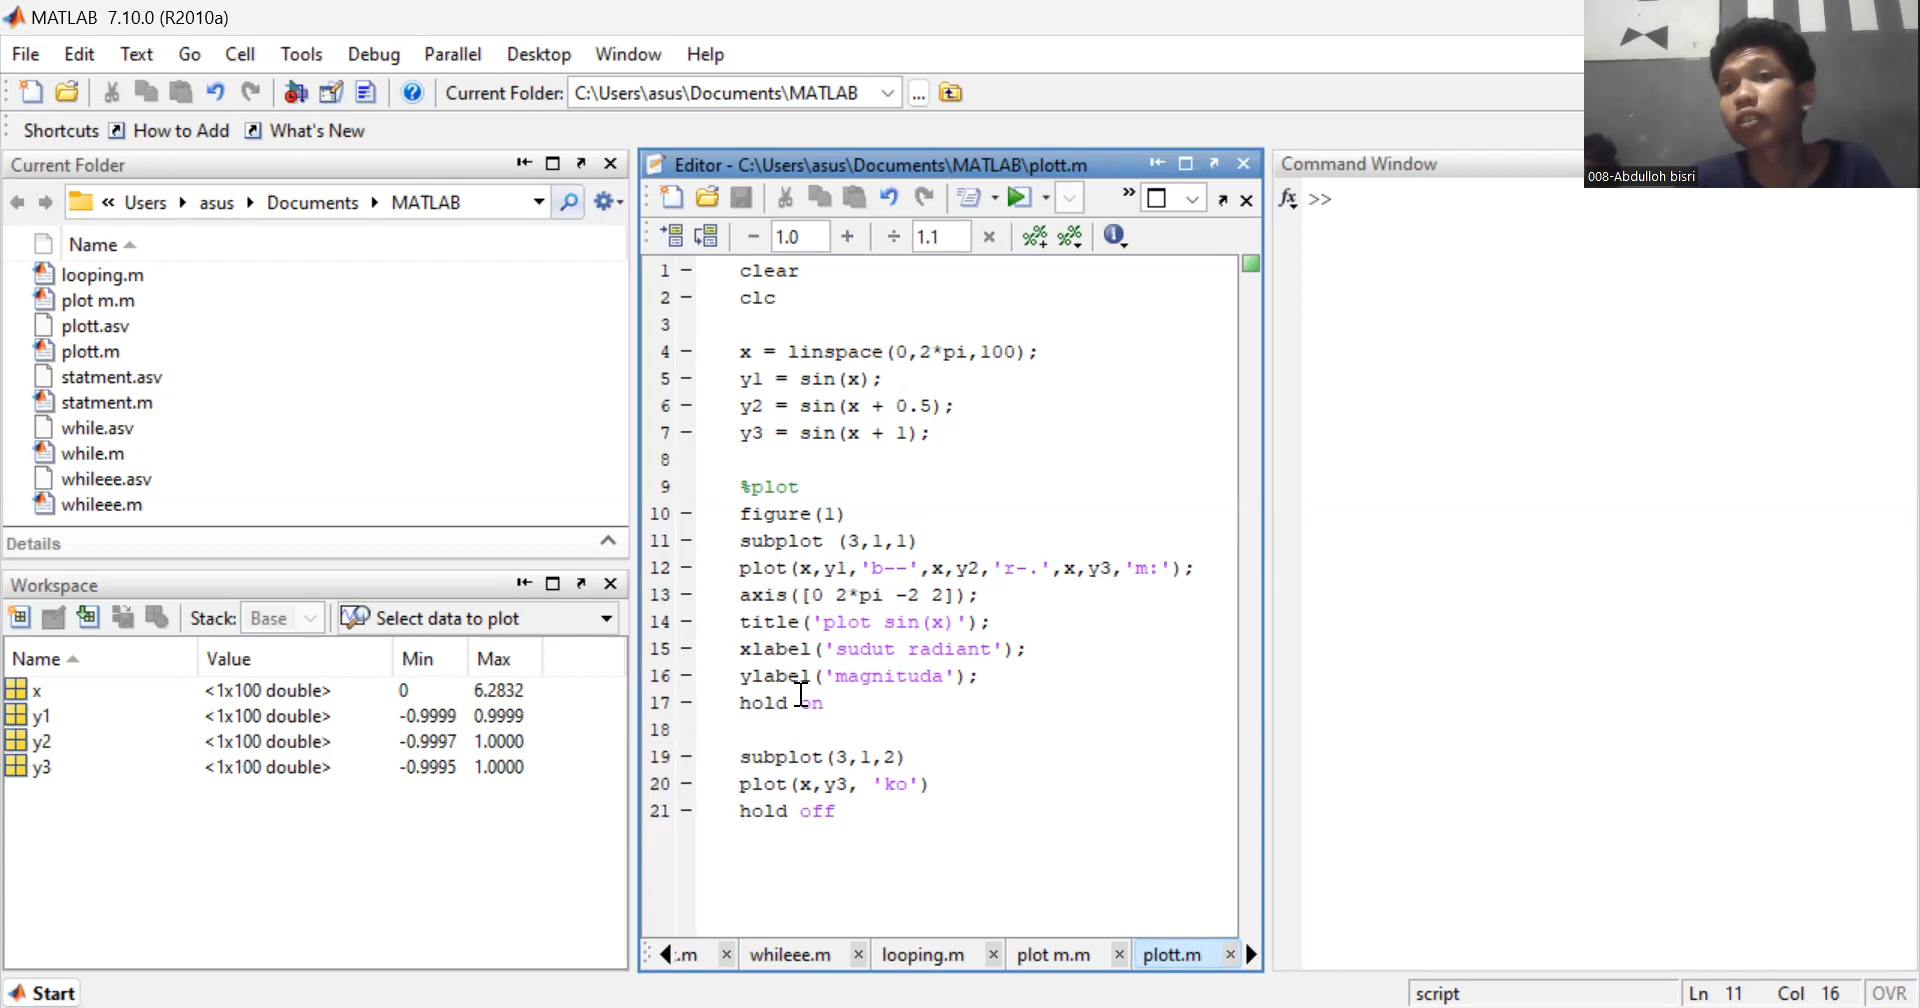 MATLAB 7.10.0 (R2010a)
File Edit Text Go Cell Tools Debug Parallel Desktop Window Help
Current Folder: C:\Users\asus\Documents\MATLAB ...
Shortcuts How to Add What's New
Current Folder
« Users asus Documents MATLAB
Name
looping.m
plot m.m
plott.asv
plott.m
statment.asv
statment.m
while.asv
while.m
whileee.asv
whileee.m
Details
Workspace
Stack: Base Select data to plot
Name Value Min Max
x <1x100 double> 0 6.2832
y1 <1x100 double> -0.9999 0.9999
y2 <1x100 double> -0.9997 1.0000
y3 <1x100 double> -0.9995 1.0000
Start
Editor - C:\Users\asus\Documents\MATLAB\plott.m
- 1.0 + ÷ 1.1 ×
1 - clear
2 - clc
3
4 - x = linspace(0,2*pi,100);
5 - y1 = sin(x);
6 - y2 = sin(x + 0.5);
7 - y3 = sin(x + 1);
8
9 %plot
10 - figure(1)
11 - subplot (3,1,1)
12 - plot(x,y1,'b--',x,y2,'r-.',x,y3,'m:');
13 - axis([0 2*pi -2 2]);
14 - title('plot sin(x)');
15 - xlabel('sudut radiant');
16 - ylabel('magnituda');
17 - hold on
18
19 - subplot(3,1,2)
20 - plot(x,y3, 'ko')
21 - hold off
:.m whileee.m looping.m plot m.m plott.m
Command Window
fx >>
008-Abdulloh bisri
script Ln 11 Col 16 OVR